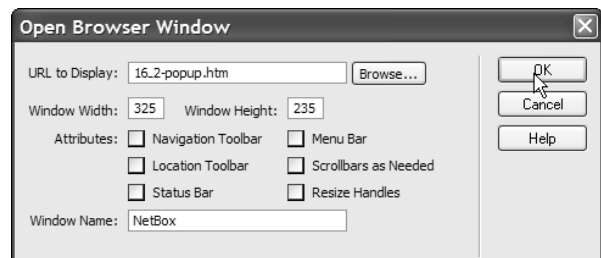 Open Browser Window
URL to Display: 16_2-popup.htm Browse... OK
Window Width: 325 Window Height: 235 Cancel
Attributes: Navigation Toolbar Menu Bar Help
Location Toolbar Scrollbars as Needed
Status Bar Resize Handles
Window Name: NetBox